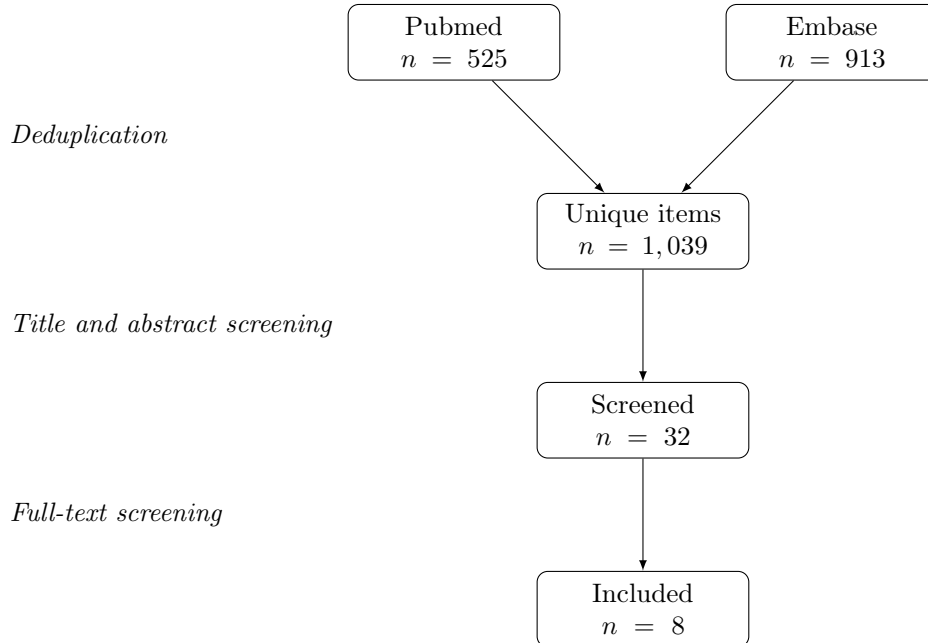 Pubmed
n = 525
Embase
n = 913
Deduplication
Unique items
n = 1,039
Title and abstract screening
Screened
n = 32
Full-text screening
Included
n = 8